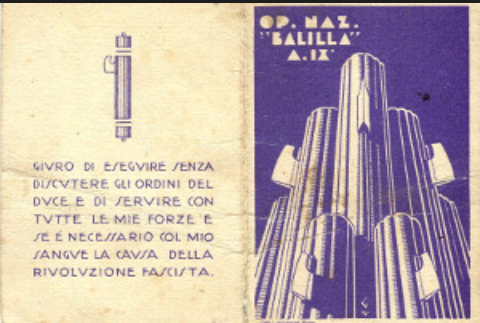 GIVRO DI ESEGVIRE SENZA
DISCVTERE GLI ORDINI DEL
DVCE E DI SERVIRE CON
TVTTE LE MIE FORZE E
SE É NECESSARIO COL MIO
SANGVE LA CAVSA DELLA
RIVOLVZIONE FASCISTA.
OP. NAZ.
"BALILLA"
A. IX